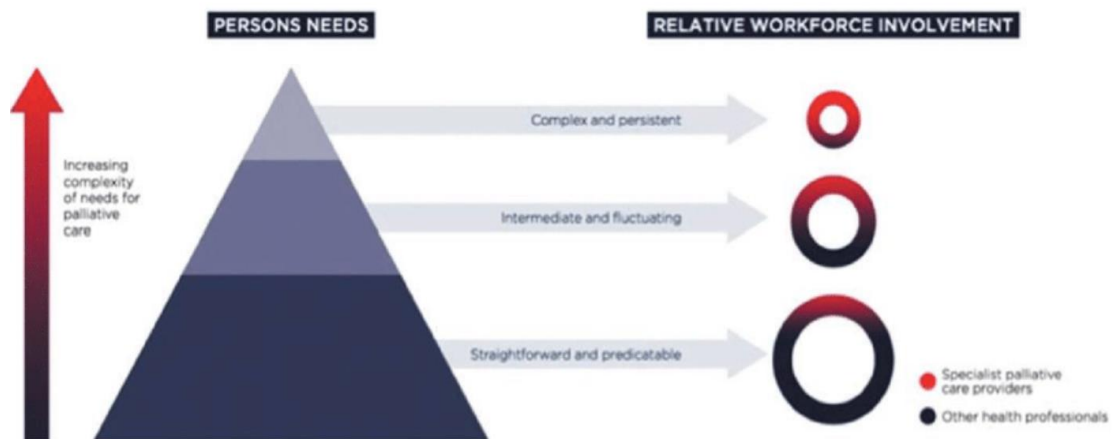 PERSONS NEEDS
RELATIVE WORKFORCE INVOLVEMENT
Increasing
complexity
of needs for
palliative
care
Complex and persistent
Intermediate and fluctuating
Straightforward and predicatable
Specialist palliative
care providers
Other health professionals